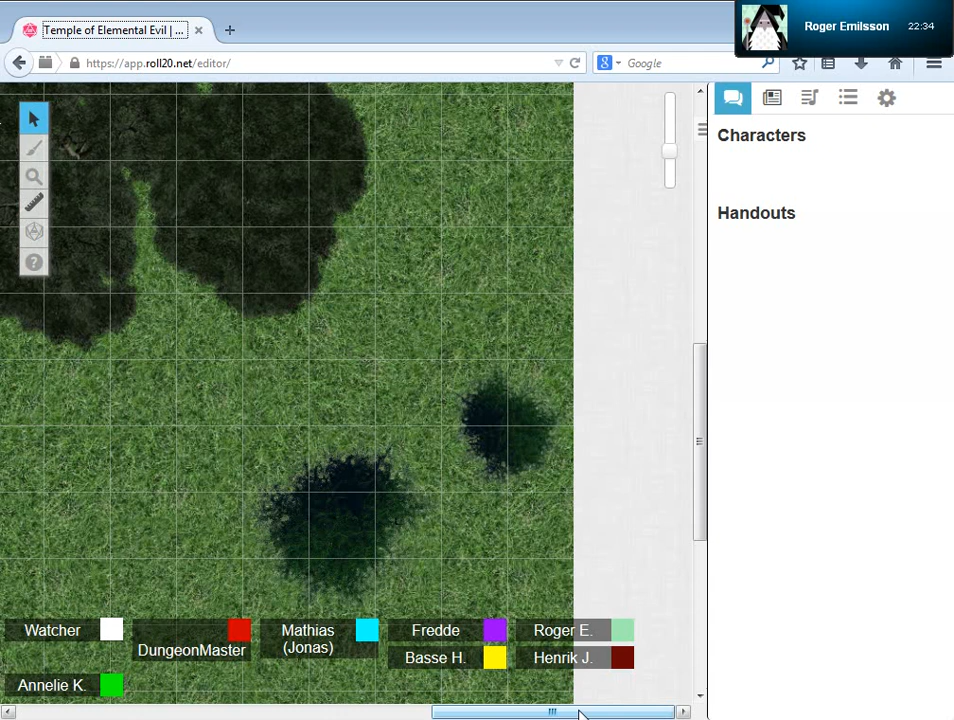 Temple of Elemental Evil | ...
Roger Emilsson
22:34
https://app.roll20.net/editor/
Google
Characters
Handouts
Watcher
DungeonMaster
Mathias
(Jonas)
Fredde
Roger E.
Basse H.
Henrik J.
Annelie K.